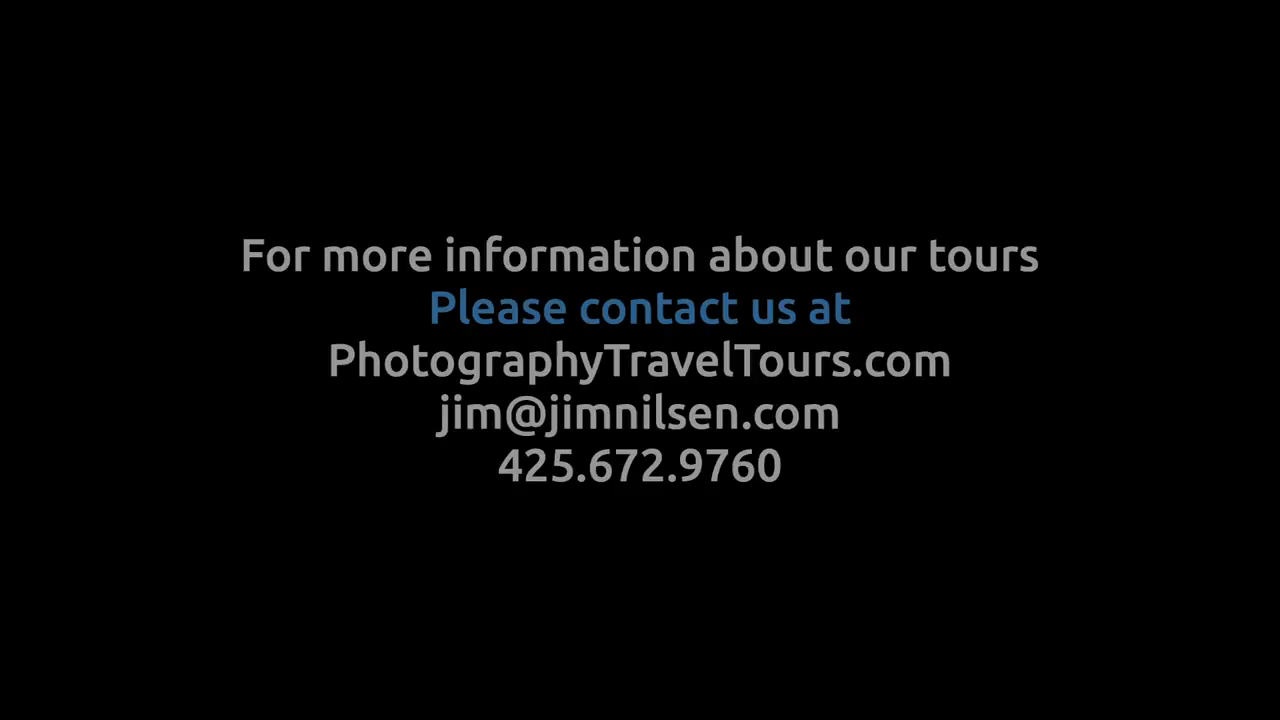 For more information about our tours
Please contact us at
PhotographyTravelTours.com
jim@jimnilsen.com
425.672.9760